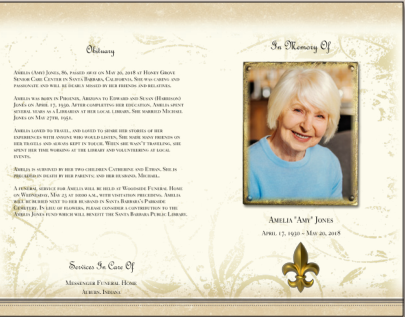 Obituary
Amelia (Amy) Jones, 86, passed away on May 20, 2018 at Honey Grove
Senior Care Center in Santa Barbara, California. She was caring and
passionate and will be dearly missed by her friends and relatives.
Amelia was born in Phoenix, Arizona to Edward and Susan (Harrison)
Jones on April 17, 1930. After completing her education, Amelia spent
several years as a Librarian at her local Library. She married Michael
Jones on May 27th, 1951.
Amelia loved to travel, and loved to share her stories of her
experiences with anyone who would listen. She made many friends on
her travels and always kept in touch. When she wasn't traveling, she
spent her time working at the library and volunteering at local
events.
Amelia is survived by her two children Catherine and Ethan. She is
preceded in death by her parents; and her husband, Michael.
A funeral service for Amelia will be held at Wakeside Funeral Home
on Wednesday, May 23 at 10:00 a.m., with visitation preceding. Amelia
will be buried next to her husband in Santa Barbara's Parkside
Cemetery. In lieu of flowers, please consider a contribution to the
Amelia Jones Fund which will benefit the Santa Barbara Public Library.
Services In Care Of
Messenger Funeral Home
Auburn, Indiana
In Memory Of
Amelia "Amy" Jones
April 17, 1930 – May 20, 2018